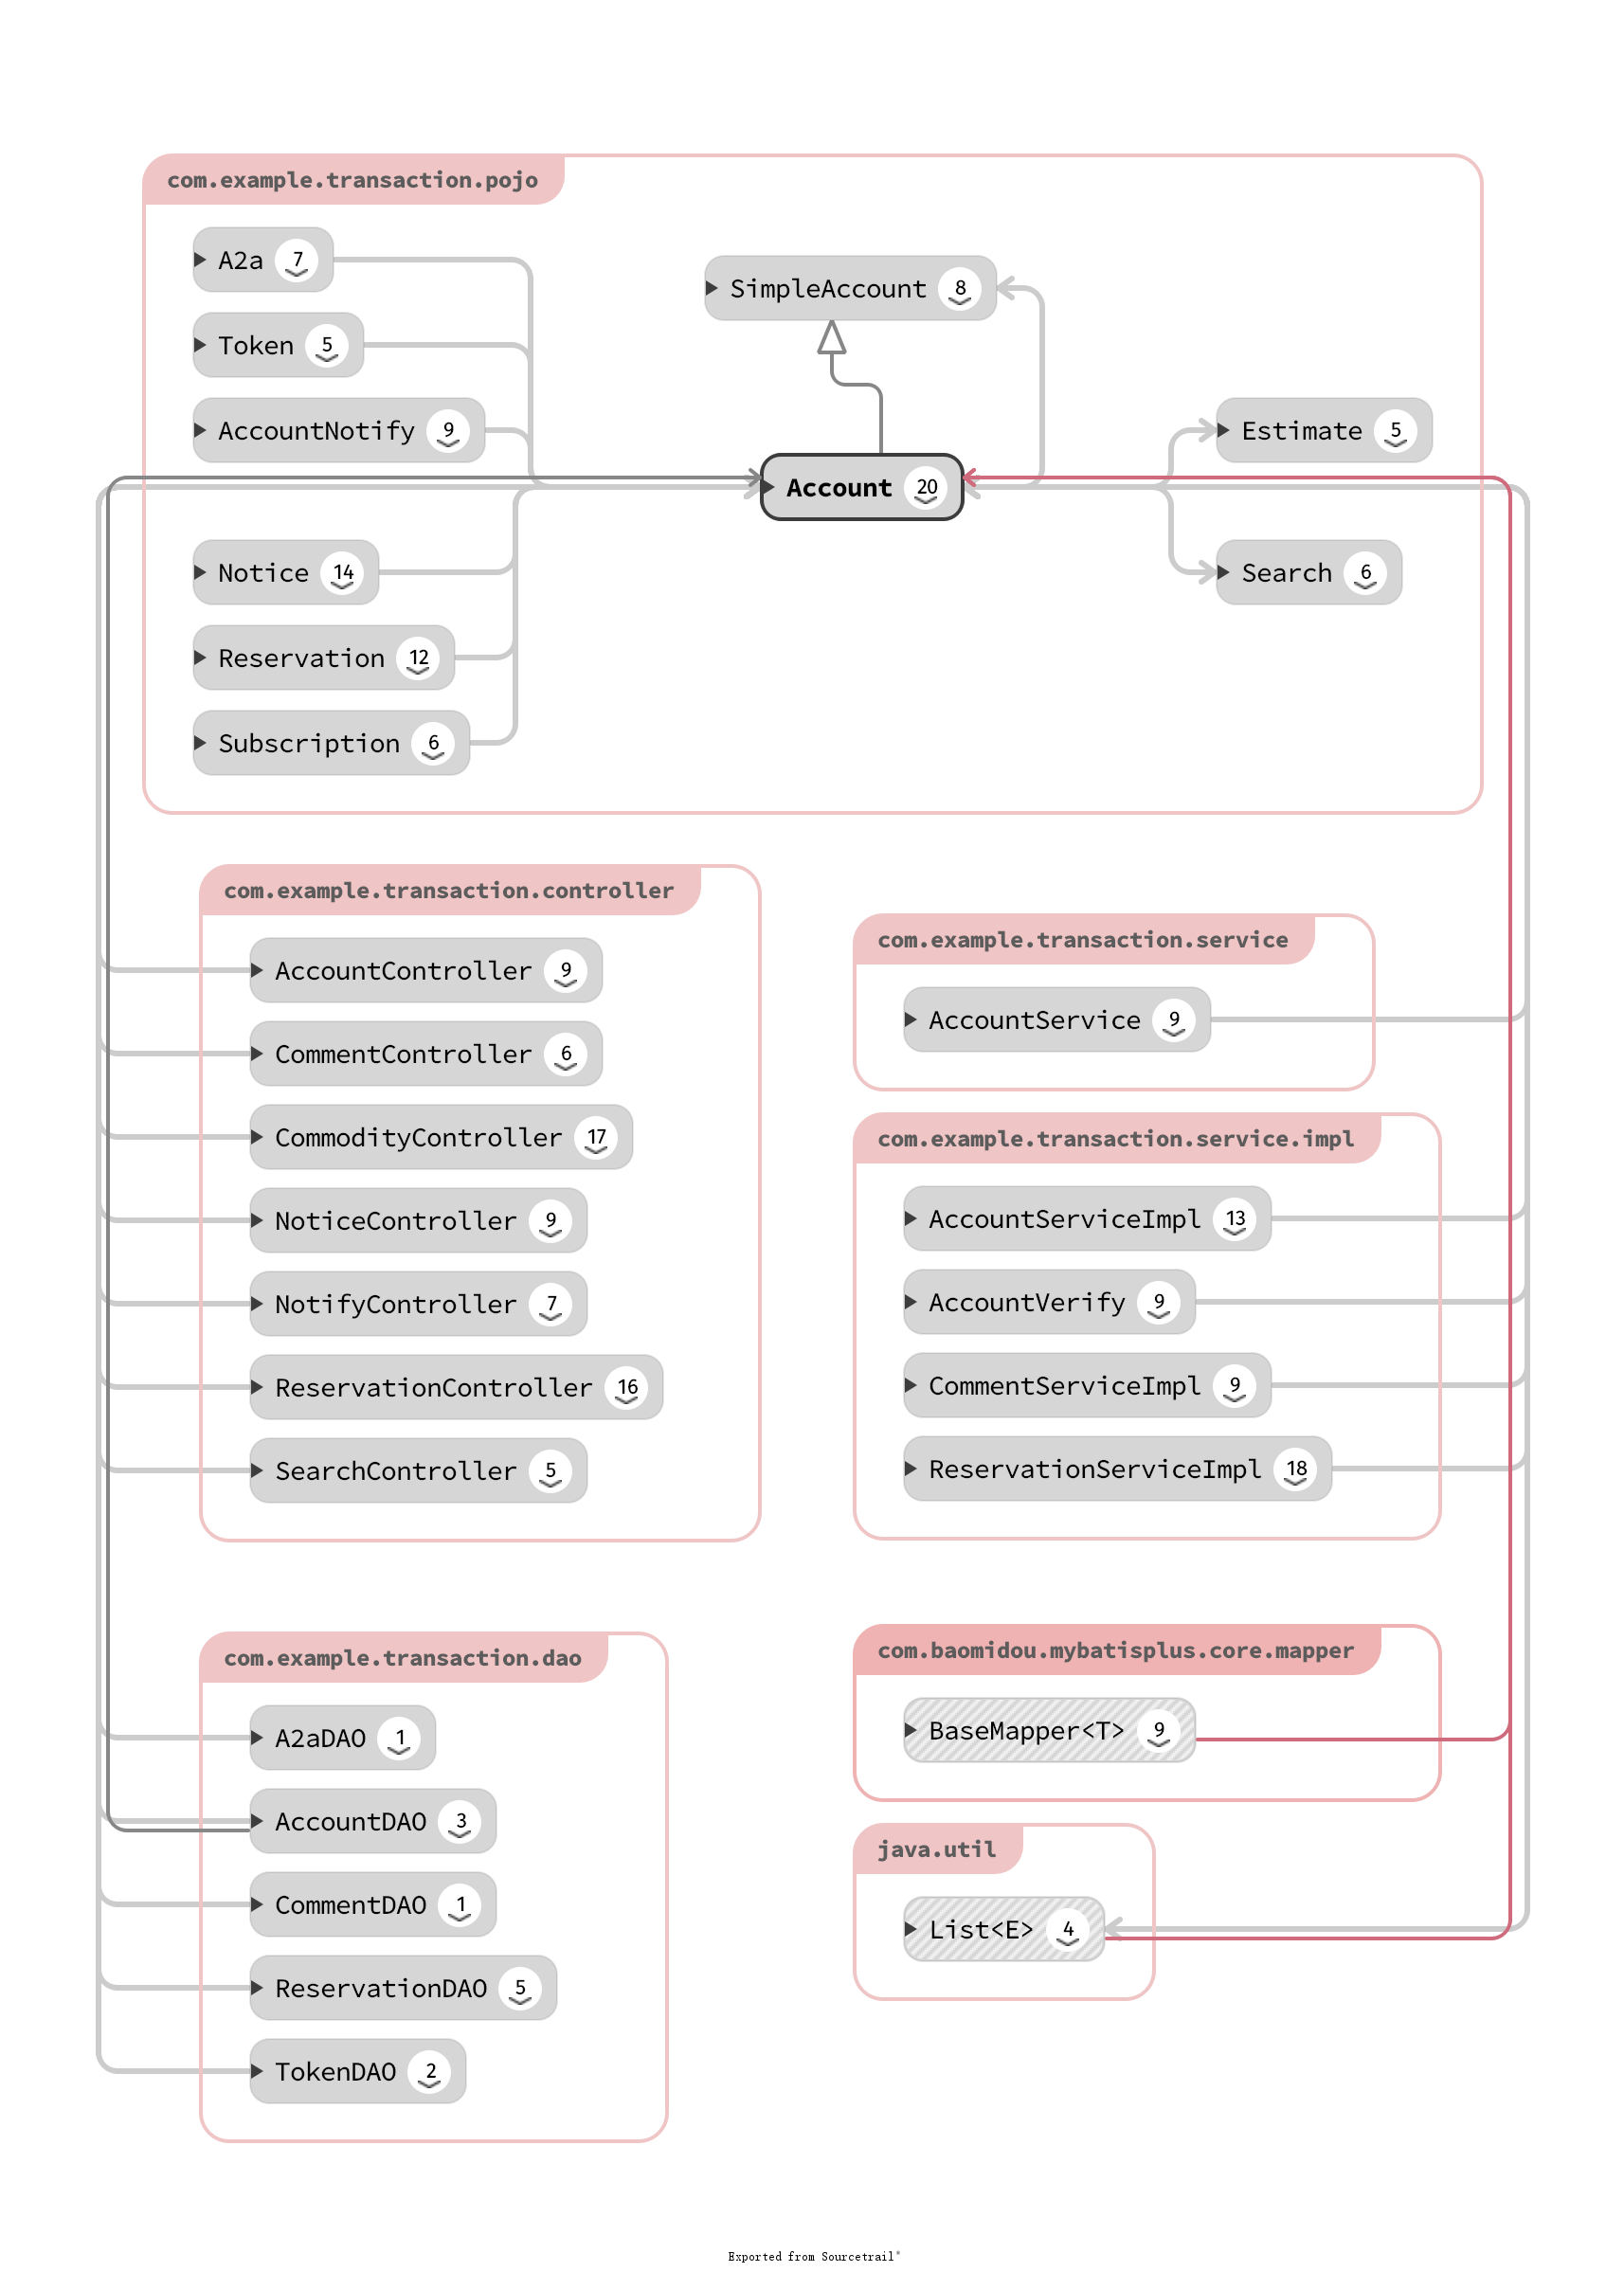 com.example.transaction.pojo
A2a 7
Token 5
AccountNotify 9
Notice 14
Reservation 12
Subscription 6
SimpleAccount 8
Account 20
Estimate 5
Search 6
com.example.transaction.controller
AccountController 9
CommentController 6
CommodityController 17
NoticeController 9
NotifyController 7
ReservationController 16
SearchController 5
com.example.transaction.service
AccountService 9
com.example.transaction.service.impl
AccountServiceImpl 13
AccountVerify 9
CommentServiceImpl 9
ReservationServiceImpl 18
com.example.transaction.dao
A2aDAO 1
AccountDAO 3
CommentDAO 1
ReservationDAO 5
TokenDAO 2
com.baomidou.mybatisplus.core.mapper
BaseMapper<T> 9
java.util
List<E> 4
Exported from Sourcetrail®